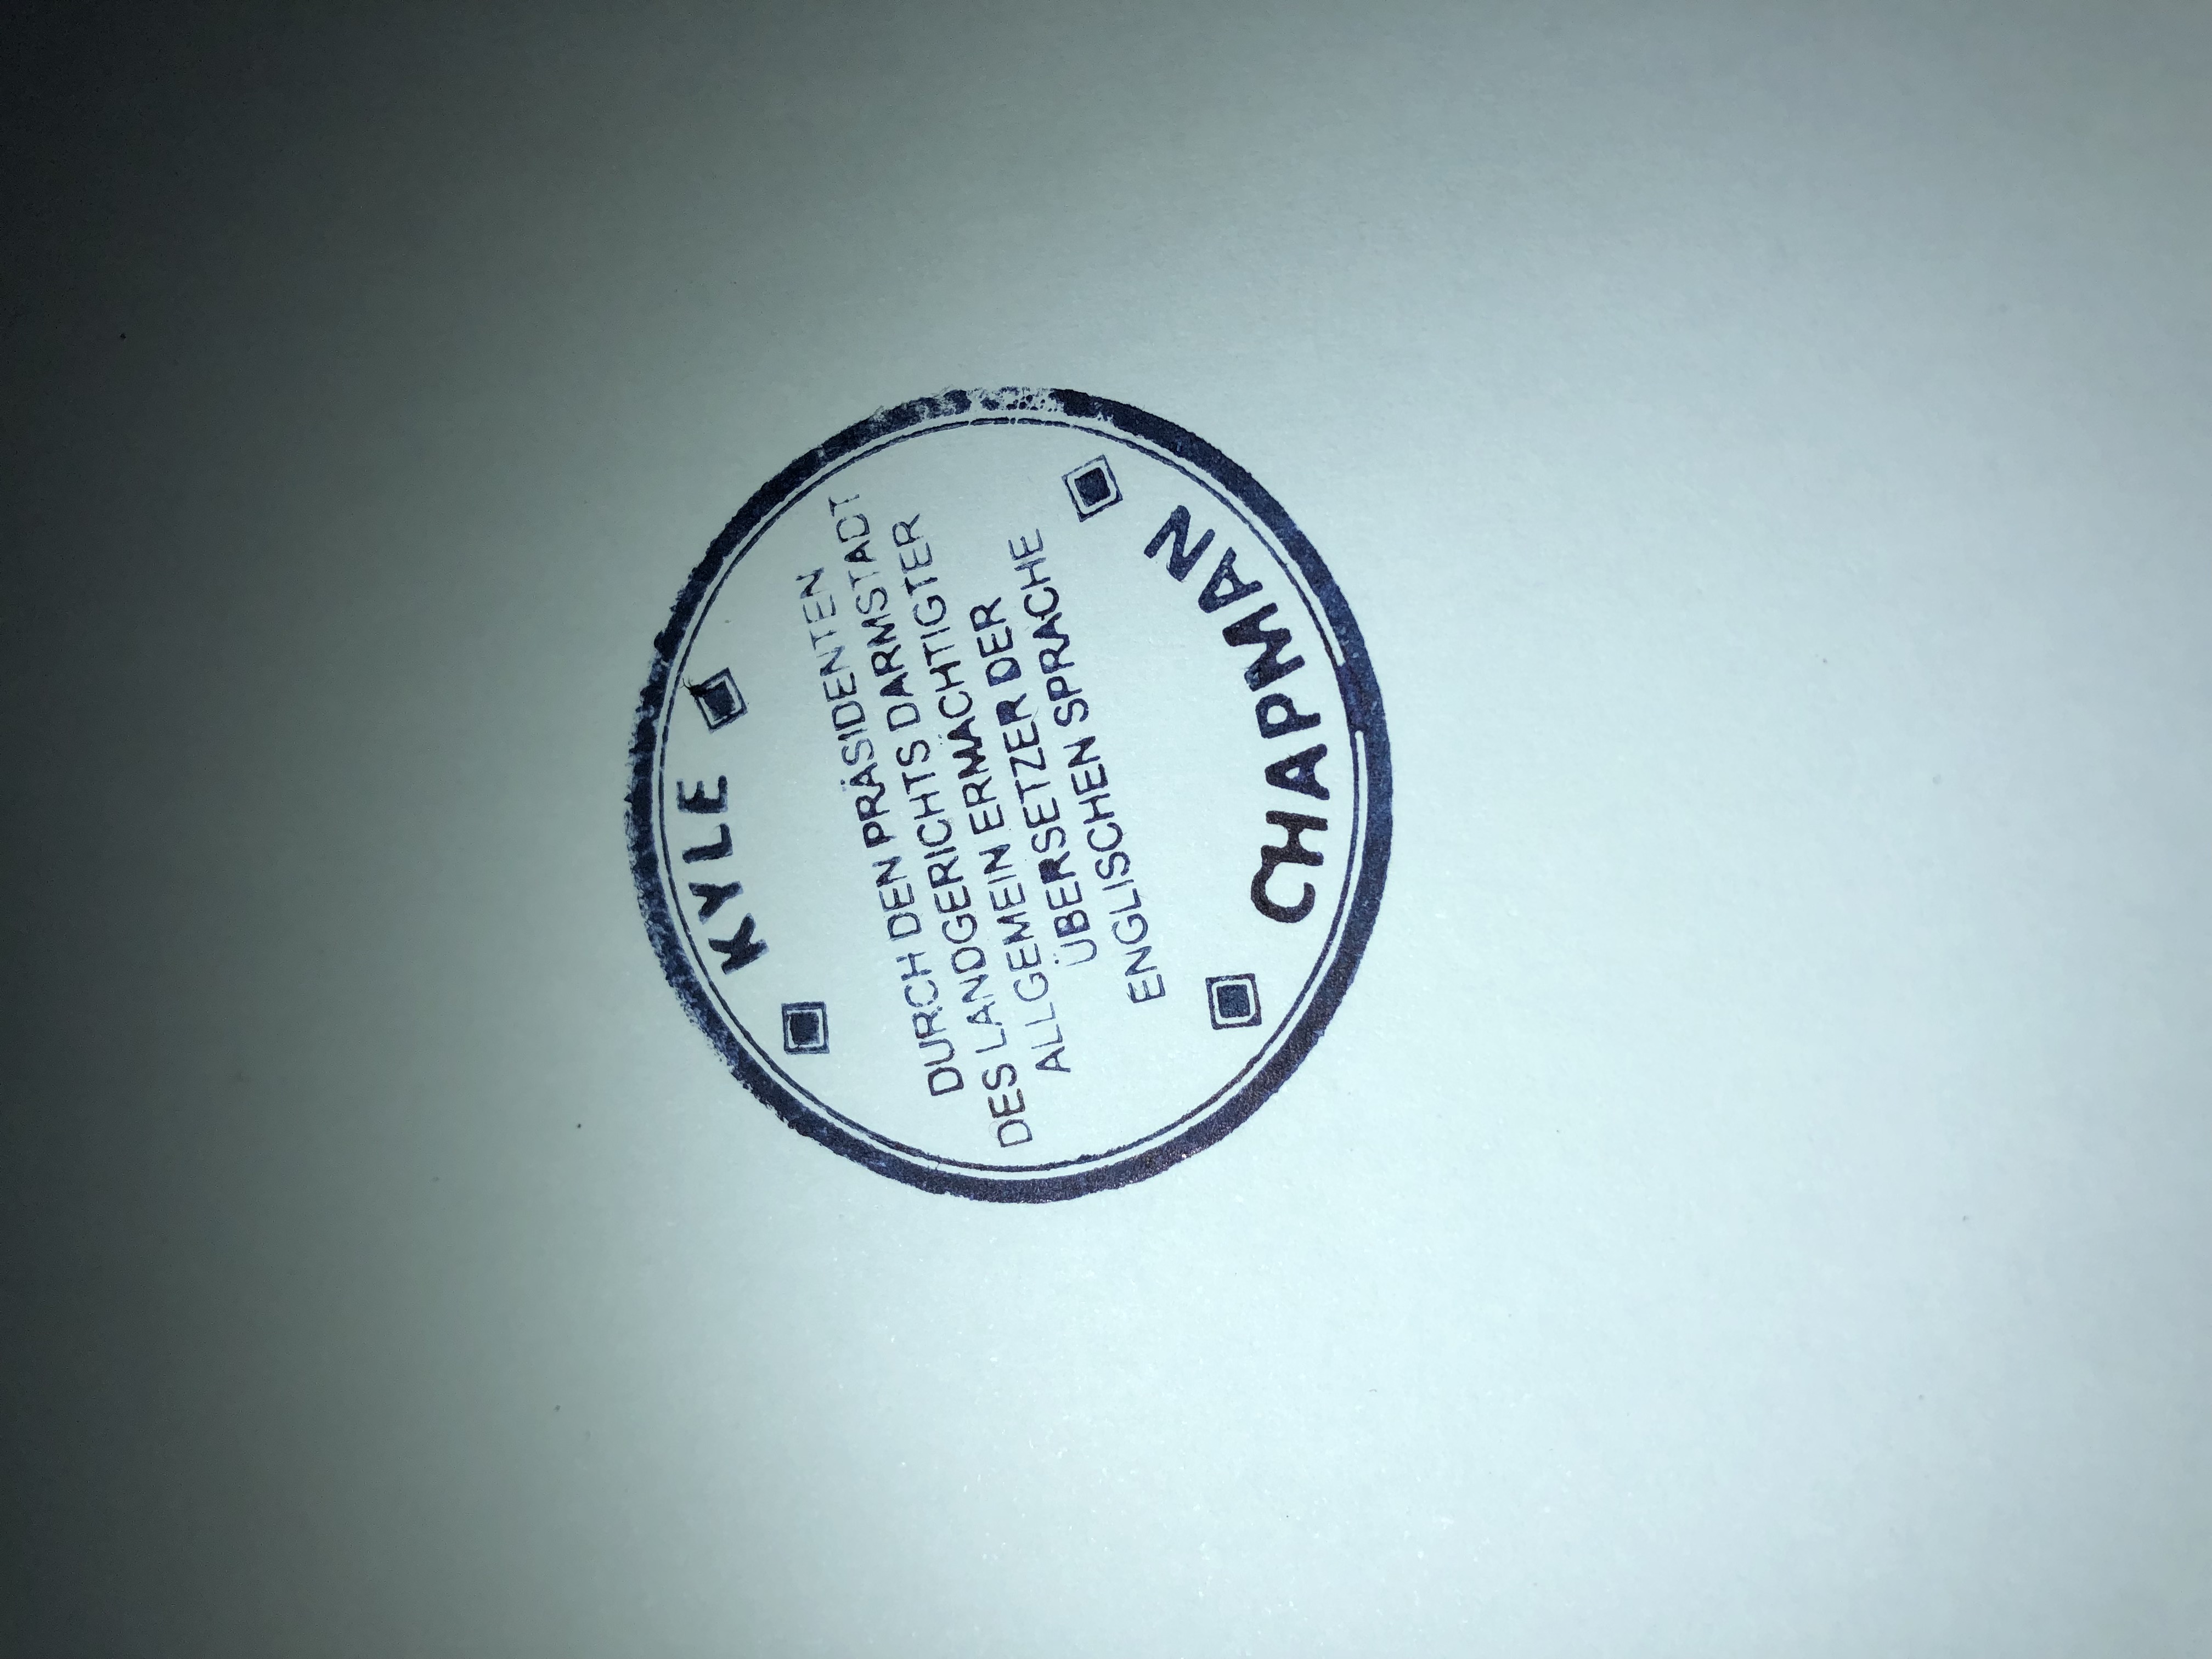 KYLE
DURCH DEN PRÄSIDENTEN
DES LANDGERICHTS DARMSTADT
ALLGEMEIN ERMÄCHTIGTER
ÜBERSETZER DER
ENGLISCHEN SPRACHE
CHAPMAN